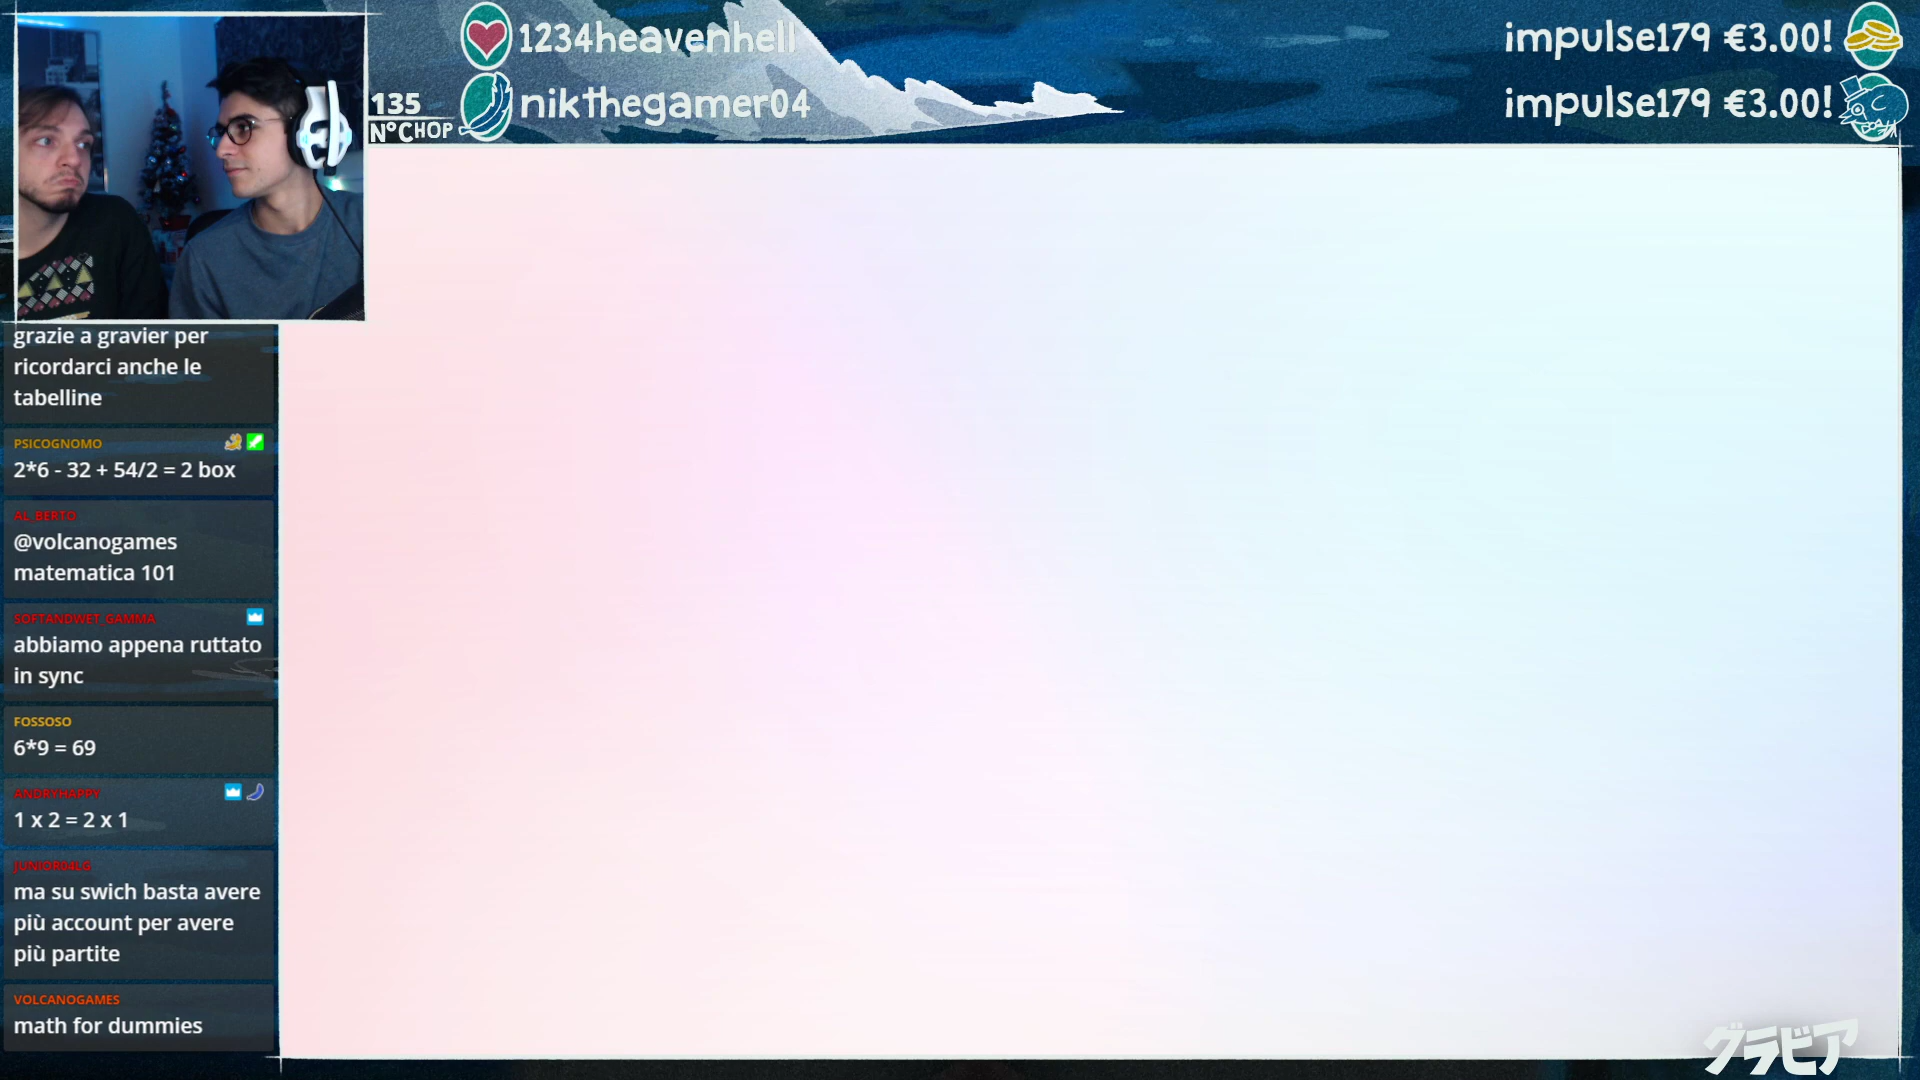 1234heavenhell
nikthegamer04
135
N°CHOP
impulse179 €3.00!
impulse179 €3.00!
grazie a gravier per
ricordarci anche le
tabelline
PSICOGNOMO
2*6 - 32 + 54/2 = 2 box
AL_BERTO
@volcanogames
matematica 101
SOFTANDWET_GAMMA
abbiamo appena ruttato
in sync
FOSSOSO
6*9 = 69
ANDRYHAPPY
1 x 2 = 2 x 1
JUNIOR04LG
ma su swich basta avere
più account per avere
più partite
VOLCANOGAMES
math for dummies
グラビア